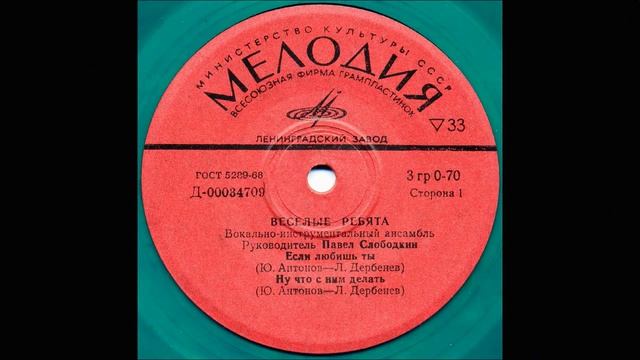 МИНИСТЕРСТВО КУЛЬТУРЫ СССР
МЕЛОДИЯ
ВСЕСОЮЗНАЯ ФИРМА ГРАМПЛАСТИНОК
▽33
ЛЕНИНГРАДСКИЙ ЗАВОД
ГОСТ 5289-68
3 гр 0-70
Д-00034709
Сторона 1
ВЕСЕЛЫЕ РЕБЯТА
Вокально-инструментальный ансамбль
Руководитель Павел Слободкин
Если любишь ты
(Ю. Антонов—Л. Дербенев)
Ну что с ним делать
(Ю. Антонов—Л. Дербенев)